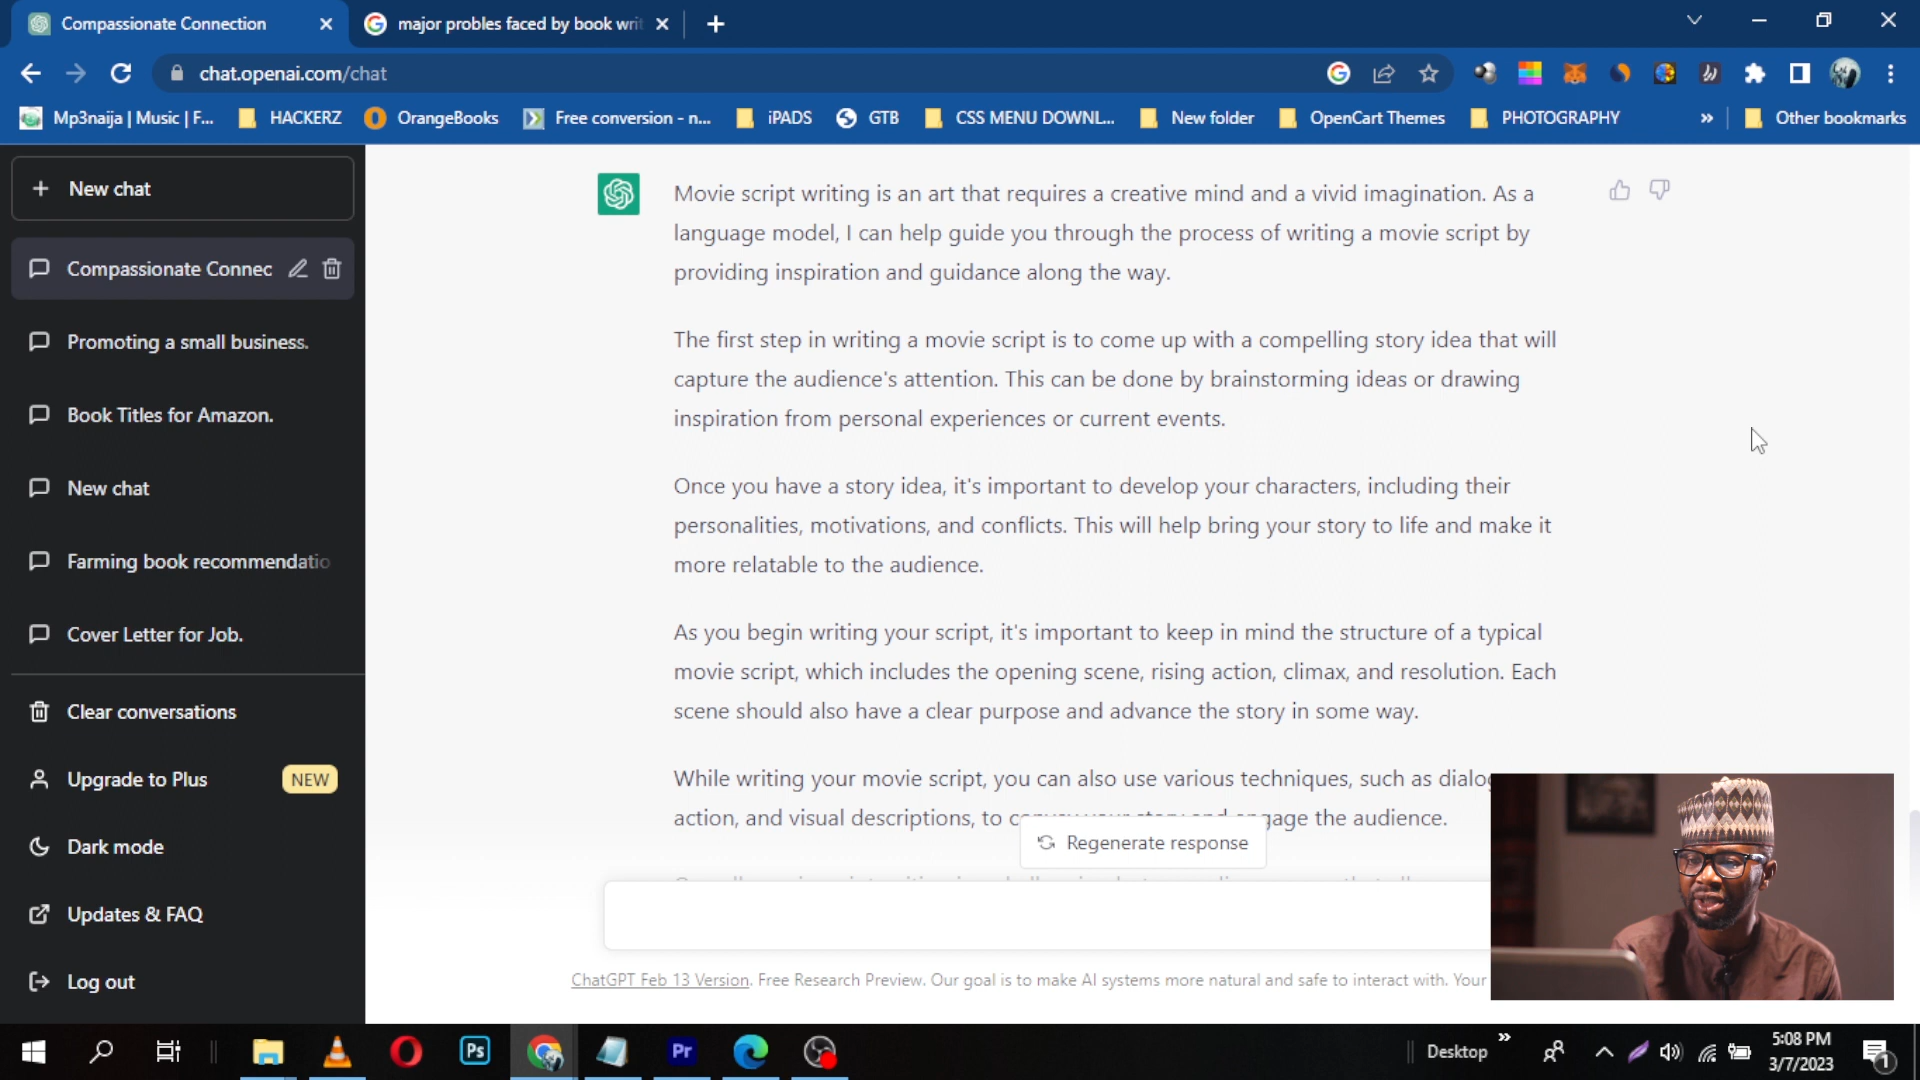 Compassionate Connection
major probles faced by book wri
chat.openai.com/chat
Mp3naija | Music | F...
HACKERZ
OrangeBooks
Free conversion - n...
iPADS
GTB
CSS MENU DOWNL...
New folder
OpenCart Themes
PHOTOGRAPHY
Other bookmarks
New chat
Compassionate Connec
Promoting a small business.
Book Titles for Amazon.
New chat
Farming book recommendatio
Cover Letter for Job.
Clear conversations
Upgrade to Plus
NEW
Dark mode
Updates & FAQ
Log out
Movie script writing is an art that requires a creative mind and a vivid imagination. As a
language model, I can help guide you through the process of writing a movie script by
providing inspiration and guidance along the way.
The first step in writing a movie script is to come up with a compelling story idea that will
capture the audience's attention. This can be done by brainstorming ideas or drawing
inspiration from personal experiences or current events.
Once you have a story idea, it's important to develop your characters, including their
personalities, motivations, and conflicts. This will help bring your story to life and make it
more relatable to the audience.
As you begin writing your script, it's important to keep in mind the structure of a typical
movie script, which includes the opening scene, rising action, climax, and resolution. Each
scene should also have a clear purpose and advance the story in some way.
While writing your movie script, you can also use various techniques, such as dialog
action, and visual descriptions, to convey your story and engage the audience.
Regenerate response
ChatGPT Feb 13 Version. Free Research Preview. Our goal is to make AI systems more natural and safe to interact with. Your
Ps
Pr
Desktop
5:08 PM
3/7/2023
1